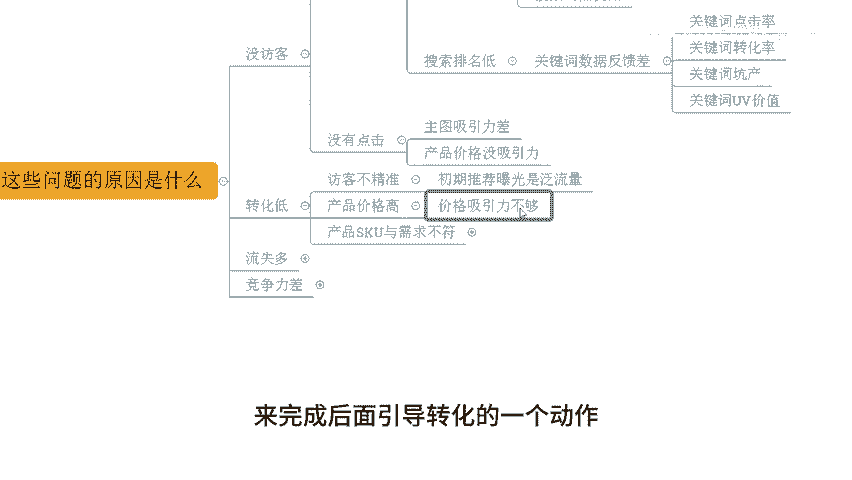 关键词点击率
没访客
搜索排名低
关键词数据反馈差
关键词转化率
关键词坑产
关键词UV价值
没有点击
主图吸引力差
产品价格没吸引力
这些问题的原因是什么
转化低
访客不精准
初期推荐曝光是泛流量
产品价格高
价格吸引力不够
产品SKU与需求不符
流失多
竞争力差
来完成后面引导转化的一个动作